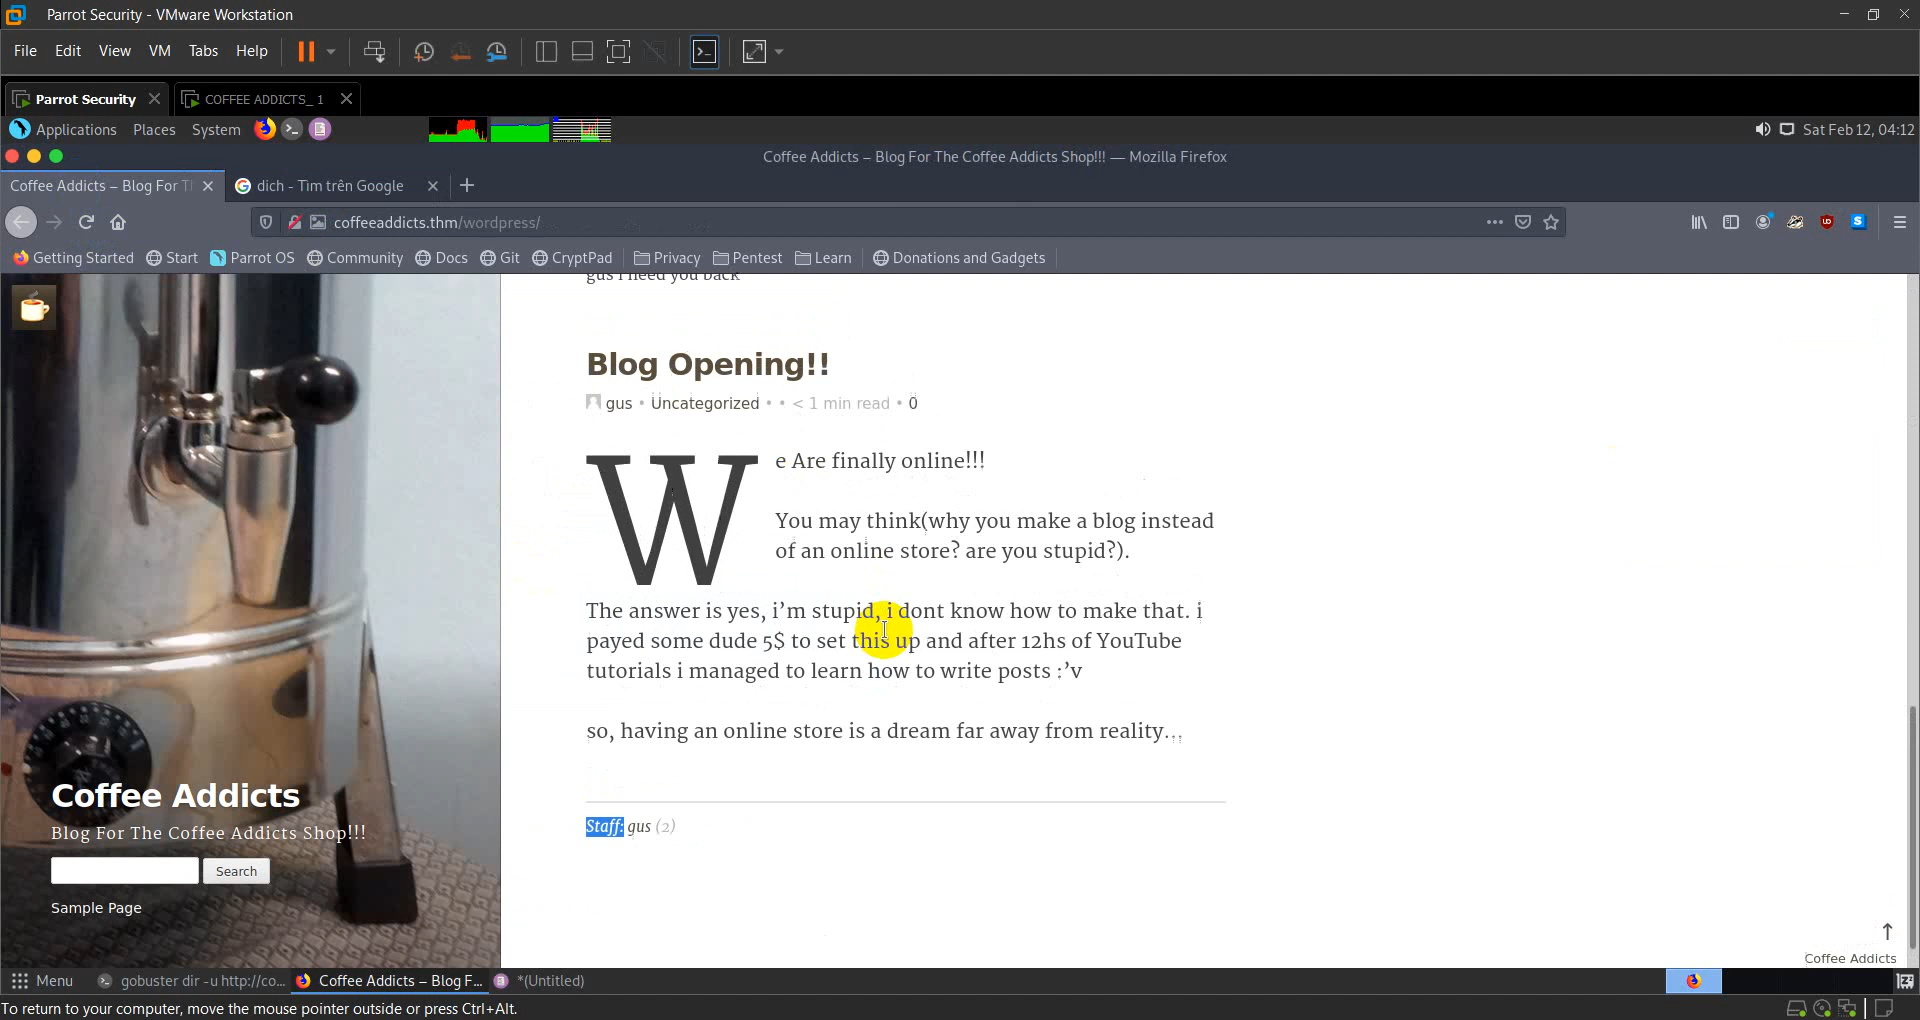 Parrot Security - VMware Workstation
File Edit View VM Tabs Help
Parrot Security COFFEE ADDICTS_ 1
Applications Places System Sat Feb 12, 04:12
Coffee Addicts – Blog For The Coffee Addicts Shop!!! — Mozilla Firefox
Coffee Addicts – Blog For T dich - Tìm trên Google
coffeeaddicts.thm/wordpress/
Getting Started Start Parrot OS Community Docs Git CryptPad Privacy Pentest Learn Donations and Gadgets
gus i need you back
Blog Opening!!
gus • Uncategorized • • < 1 min read • 0
We Are finally online!!!
You may think(why you make a blog instead
of an online store? are you stupid?).
The answer is yes, i’m stupid, i dont know how to make that. i
payed some dude 5$ to set this up and after 12hs of YouTube
tutorials i managed to learn how to write posts :’v
so, having an online store is a dream far away from reality…
Staff: gus (2)
Coffee Addicts
Blog For The Coffee Addicts Shop!!!
Search
Sample Page
↑
Coffee Addicts
Menu gobuster dir -u http://co... Coffee Addicts – Blog F... *(Untitled)
To return to your computer, move the mouse pointer outside or press Ctrl+Alt.